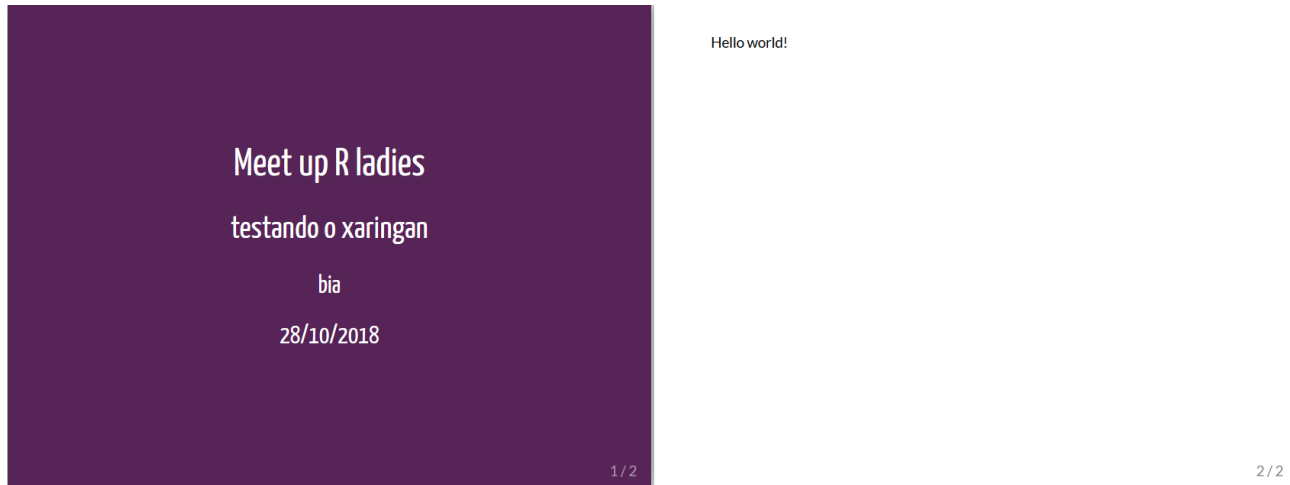 Meet up R ladies
testando o xaringan
bia
28/10/2018
1 / 2
Hello world!
2 / 2